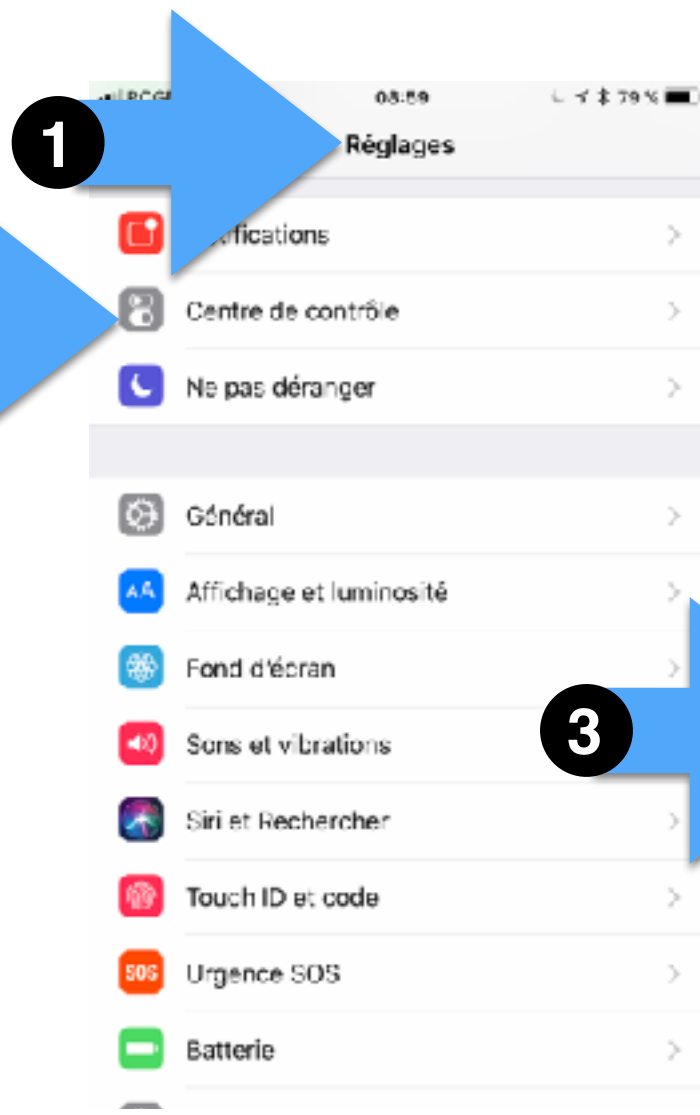 08:59
79 %
1
Réglages
Centre de contrôle
Ne pas déranger
Général
AA
Affichage et luminosité
Fond d'écran
3
Sons et vibrations
Siri et Rechercher
Touch ID et code
SOS
Urgence SOS
Batterie